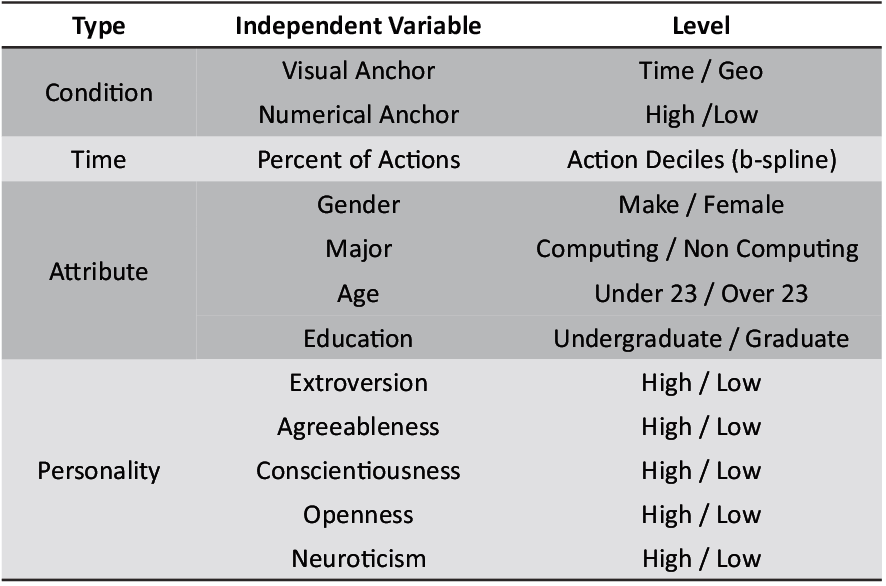 Type Independent Variable Level
Condition Visual Anchor Time / Geo
Numerical Anchor High /Low
Time Percent of Actions Action Deciles (b-spline)
Attribute Gender Make / Female
Major Computing / Non Computing
Age Under 23 / Over 23
Education Undergraduate / Graduate
Personality Extroversion High / Low
Agreeableness High / Low
Conscientiousness High / Low
Openness High / Low
Neuroticism High / Low